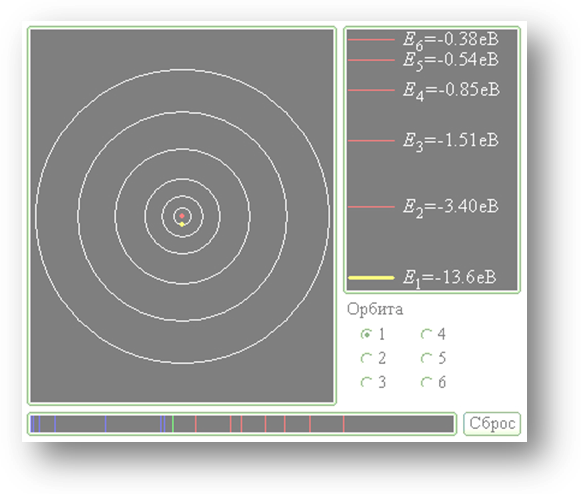 E6=-0.38eB
E5=-0.54eB
E4=-0.85eB
E3=-1.51eB
E2=-3.40eB
E1=-13.6eB
Орбита
1 4
2 5
3 6
Сброс